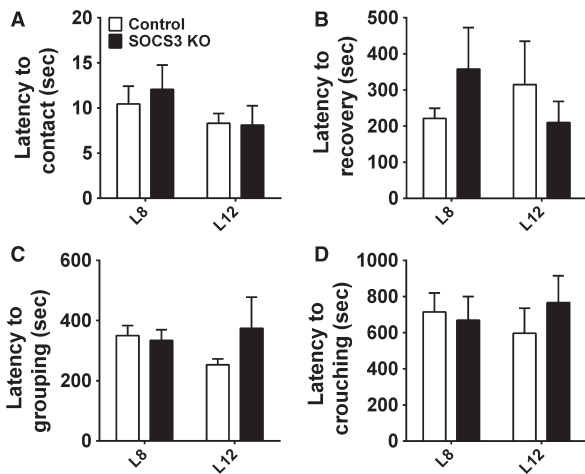 A
Control
SOCS3 KO
Latency to
contact (sec)
20
15
10
5
0
L8
L12
B
Latency to
recovery (sec)
500
400
300
200
100
0
L8
L12
C
Latency to
grouping (sec)
600
400
200
0
L8
L12
D
Latency to
crouching (sec)
1000
800
600
400
200
0
L8
L12